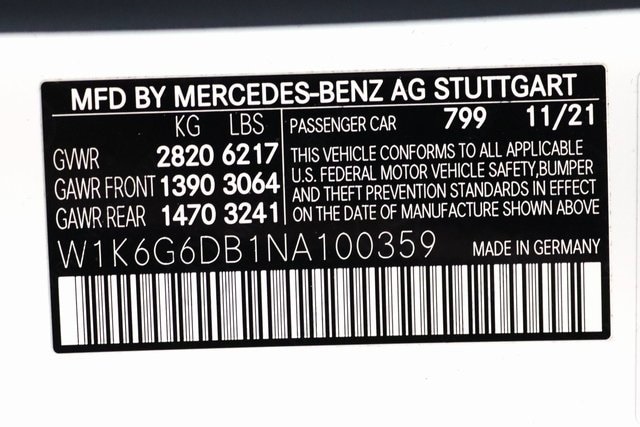 MFD BY MERCEDES-BENZ AG STUTTGART
KG LBS
GVWR 2820 6217
GAWR FRONT 1390 3064
GAWR REAR 1470 3241
PASSENGER CAR 799 11/21
THIS VEHICLE CONFORMS TO ALL APPLICABLE
U.S. FEDERAL MOTOR VEHICLE SAFETY,BUMPER
AND THEFT PREVENTION STANDARDS IN EFFECT
ON THE DATE OF MANUFACTURE SHOWN ABOVE
W1K6G6DB1NA100359 MADE IN GERMANY